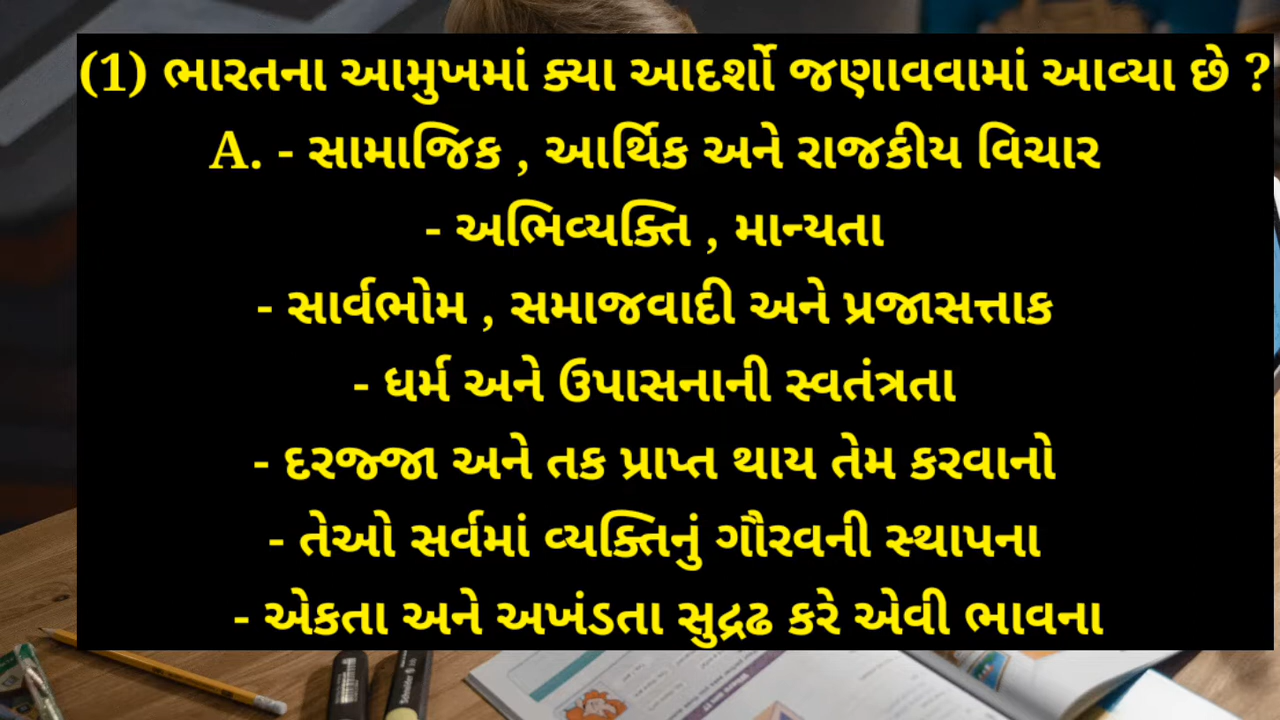 (1) ભારતના આમુખમાં ક્યા આદર્શો જણાવવામાં આવ્યા છે ?
A. - સામાજિક , આર્થિક અને રાજકીય વિચાર
- અભિવ્યક્તિ , માન્યતા
- સાર્વભોમ , સમાજવાદી અને પ્રજાસત્તાક
- ધર્મ અને ઉપાસનાની સ્વતંત્રતા
- દરજ્જા અને તક પ્રાપ્ત થાય તેમ કરવાનો
- તેઓ સર્વમાં વ્યક્તિનું ગૌરવની સ્થાપના
- એકતા અને અખંડતા સુદ્રઢ કરે એવી ભાવના